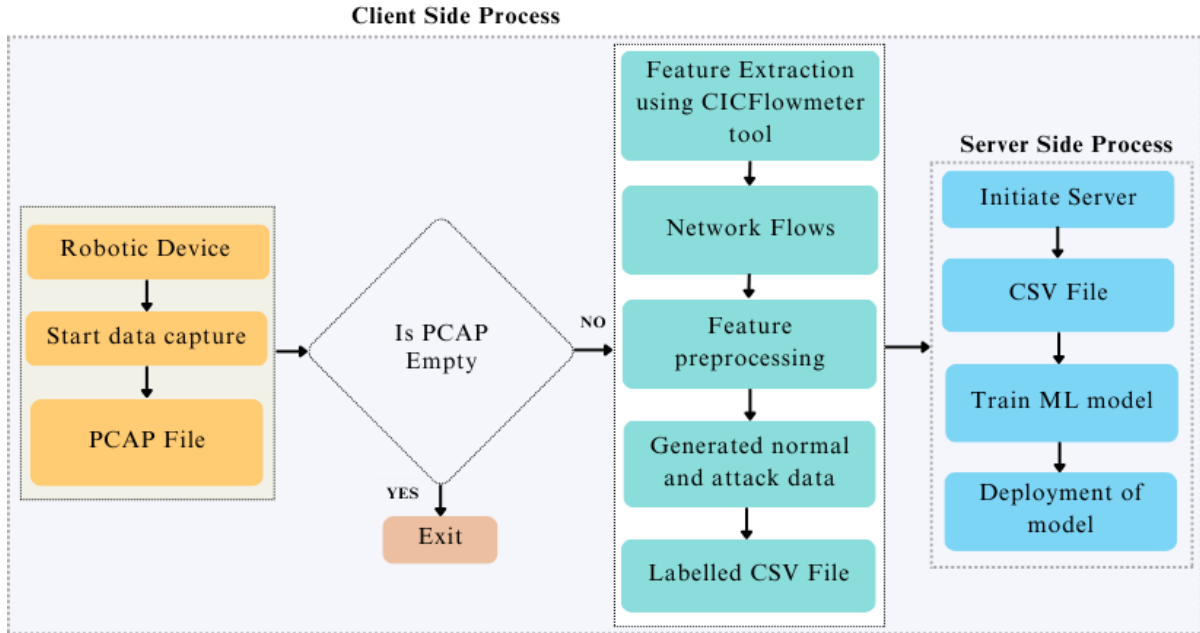 Client Side Process
Robotic Device
Start data capture
PCAP File
Is PCAP
Empty
YES
Exit
NO
Feature Extraction
using CICFlowmeter
tool
Network Flows
Feature
preprocessing
Generated normal
and attack data
Labelled CSV File
Server Side Process
Initiate Server
CSV File
Train ML model
Deployment of
model